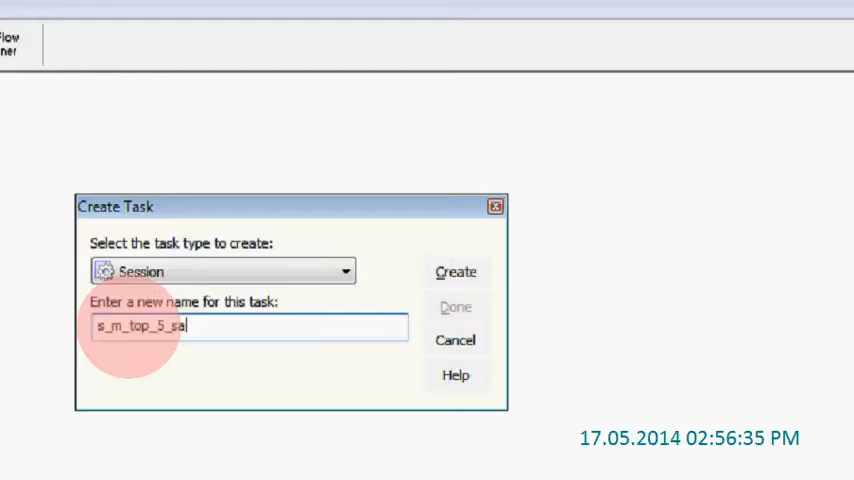 Flow
ner
Create Task
Select the task type to create:
Session
Create
Enter a new name for this task:
Done
s_m_top_5_sa
Cancel
Help
17.05.2014 02:56:35 PM